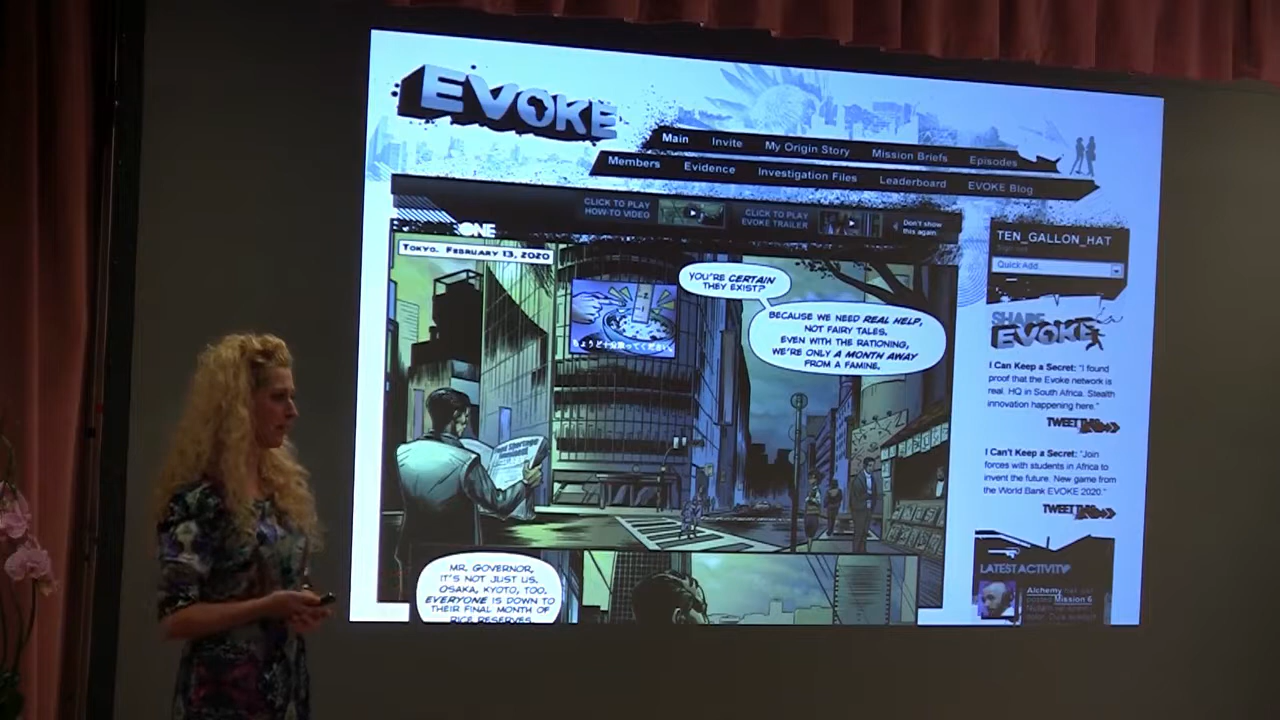 EVOKE
Main Invite My Origin Story Mission Briefs Episodes
Members Evidence Investigation Files Leaderboard EVOKE Blog
CLICK TO PLAY
HOW-TO VIDEO
CLICK TO PLAY
EVOKE TRAILER
Don't show
this again.
ONE
TOKYO. FEBRUARY 13, 2020
YOU'RE CERTAIN
THEY EXIST?
BECAUSE WE NEED REAL HELP,
NOT FAIRY TALES.
EVEN WITH THE RATIONING,
WE'RE ONLY A MONTH AWAY
FROM A FAMINE.
MR. GOVERNOR,
IT'S NOT JUST US.
OSAKA, KYOTO, TOO.
EVERYONE IS DOWN TO
THEIR FINAL MONTH OF
RICE RESERVES
TEN_GALLON_HAT
Sign out
Quick Add
SHARE
EVOKE
I Can Keep a Secret: "I found
proof that the Evoke network is
real. HQ in South Africa. Stealth
innovation happening here."
TWEET THIS
I Can't Keep a Secret: "Join
forces with students in Africa to
invent the future. New game from
the World Bank EVOKE 2020."
TWEET THIS
LATEST ACTIVITY
Alchemy
Mission 6